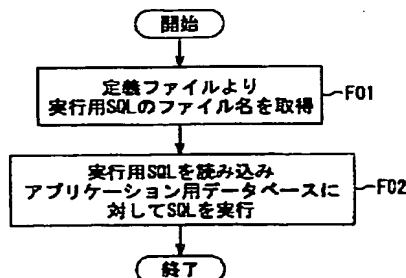 開始
定義ファイルより
実行用SQLのファイル名を取得
F01
実行用SQLを読み込み
アプリケーション用データベースに
対してSQLを実行
F02
終了